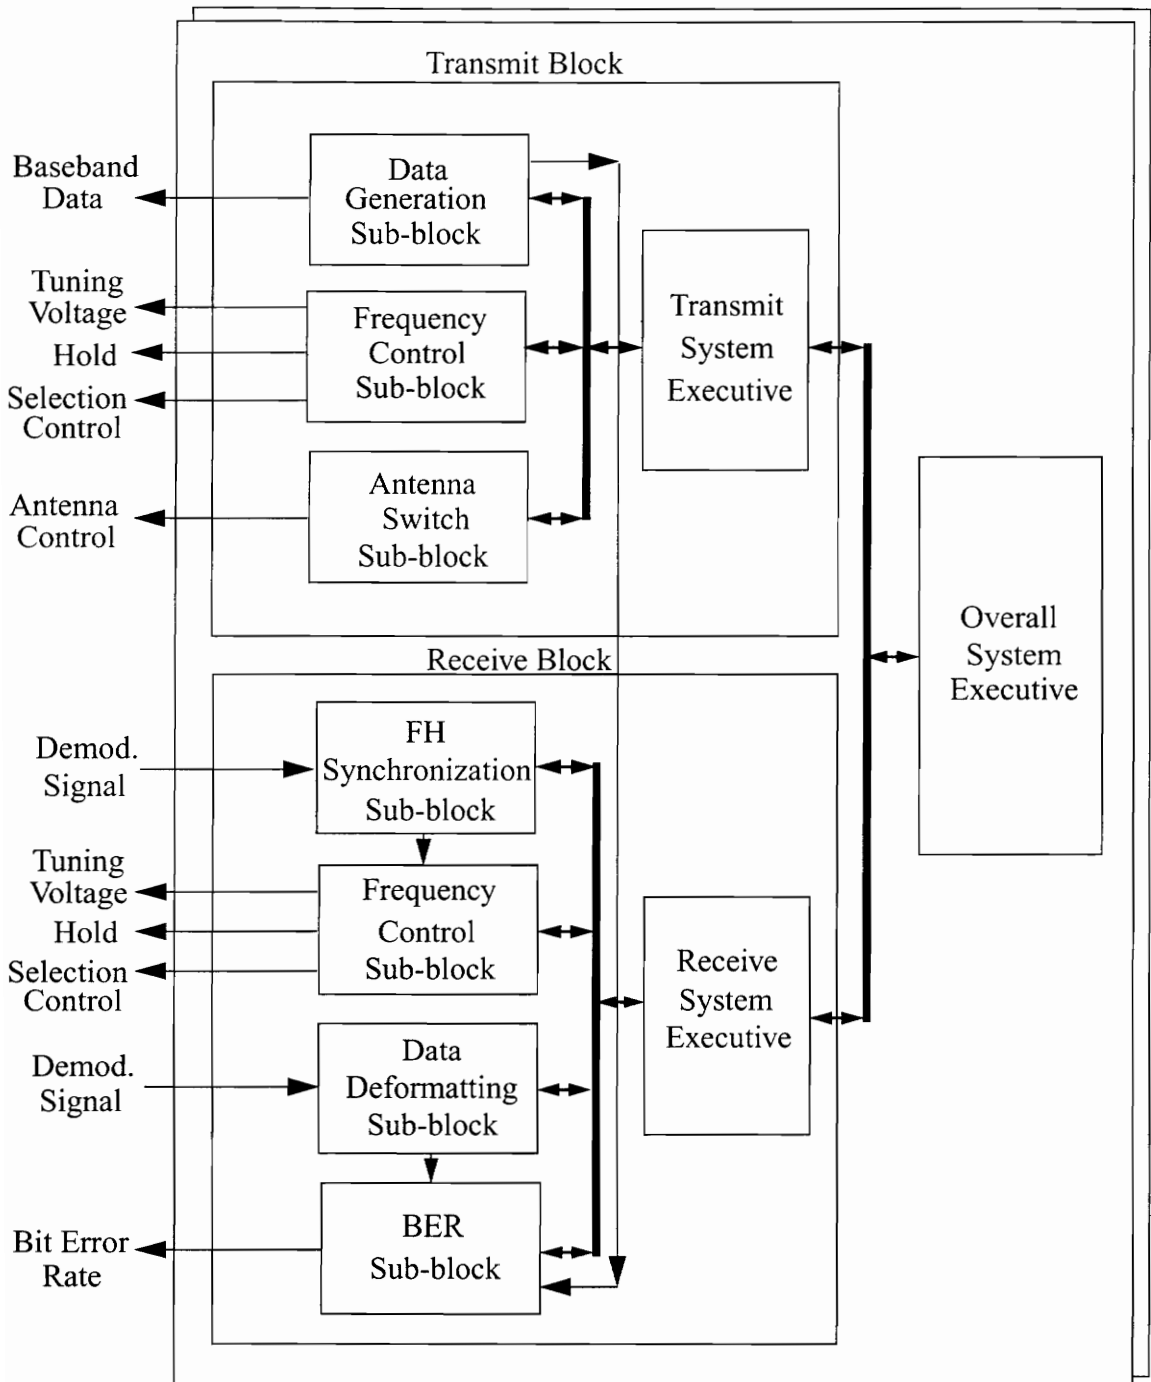 Transmit Block
Baseband
Data
Data
Generation
Sub-block
Tuning
Voltage
Hold
Selection
Control
Frequency
Control
Sub-block
Transmit
System
Executive
Antenna
Control
Antenna
Switch
Sub-block
Overall
System
Executive
Receive Block
Demod.
Signal
FH
Synchronization
Sub-block
Tuning
Voltage
Hold
Selection
Control
Frequency
Control
Sub-block
Receive
System
Executive
Demod.
Signal
Data
Deformatting
Sub-block
Bit Error
Rate
BER
Sub-block